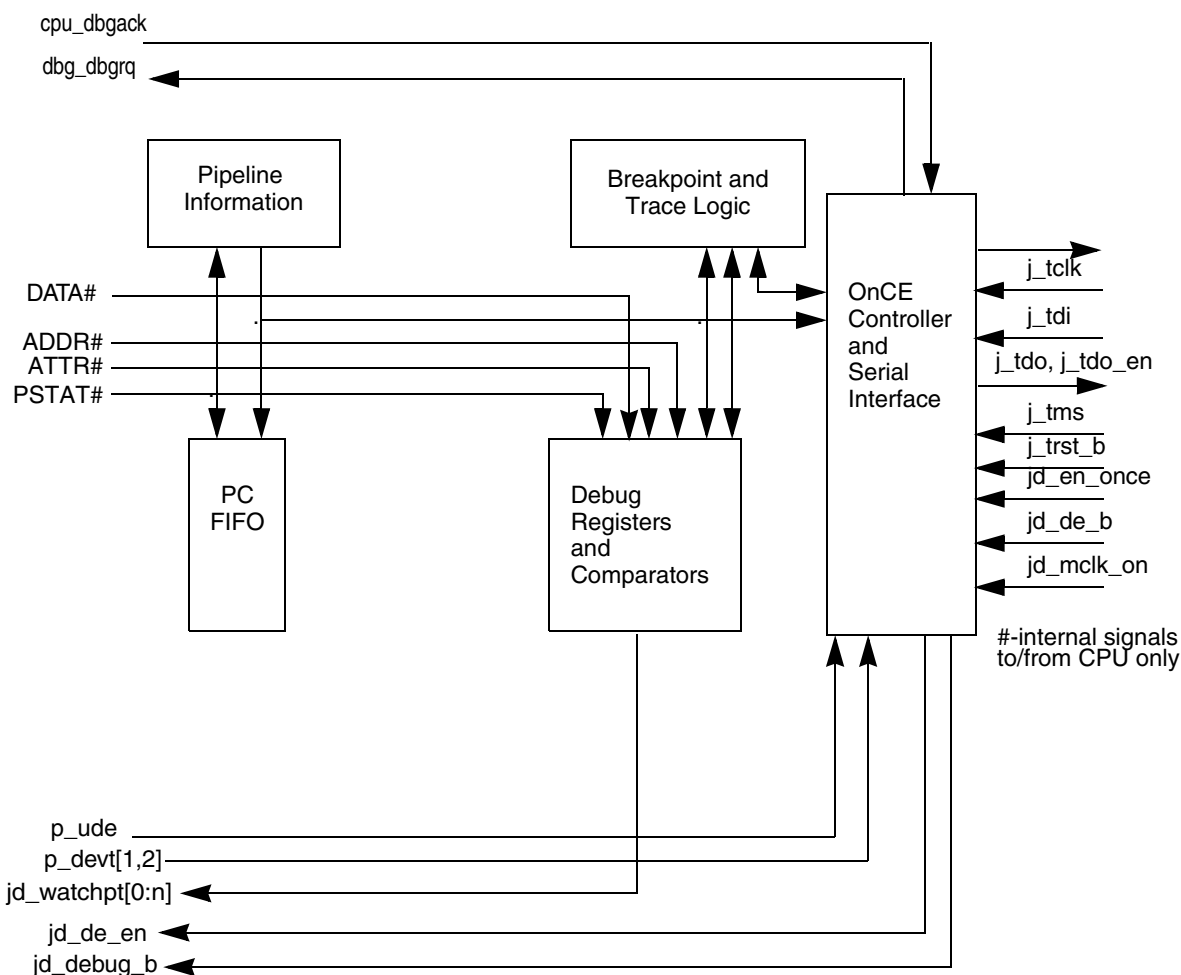 cpu_dbgack
dbg_dbgrq
Pipeline
Information
Breakpoint and
Trace Logic
DATA#
ADDR#
ATTR#
PSTAT#
OnCE
Controller
and
Serial
Interface
j_tclk
j_tdi
j_tdo, j_tdo_en
j_tms
j_trst_b
jd_en_once
jd_de_b
jd_mclk_on
PC
FIFO
Debug
Registers
and
Comparators
#-internal signals
to/from CPU only
p_ude
p_devt[1,2]
jd_watchpt[0:n]
jd_de_en
jd_debug_b